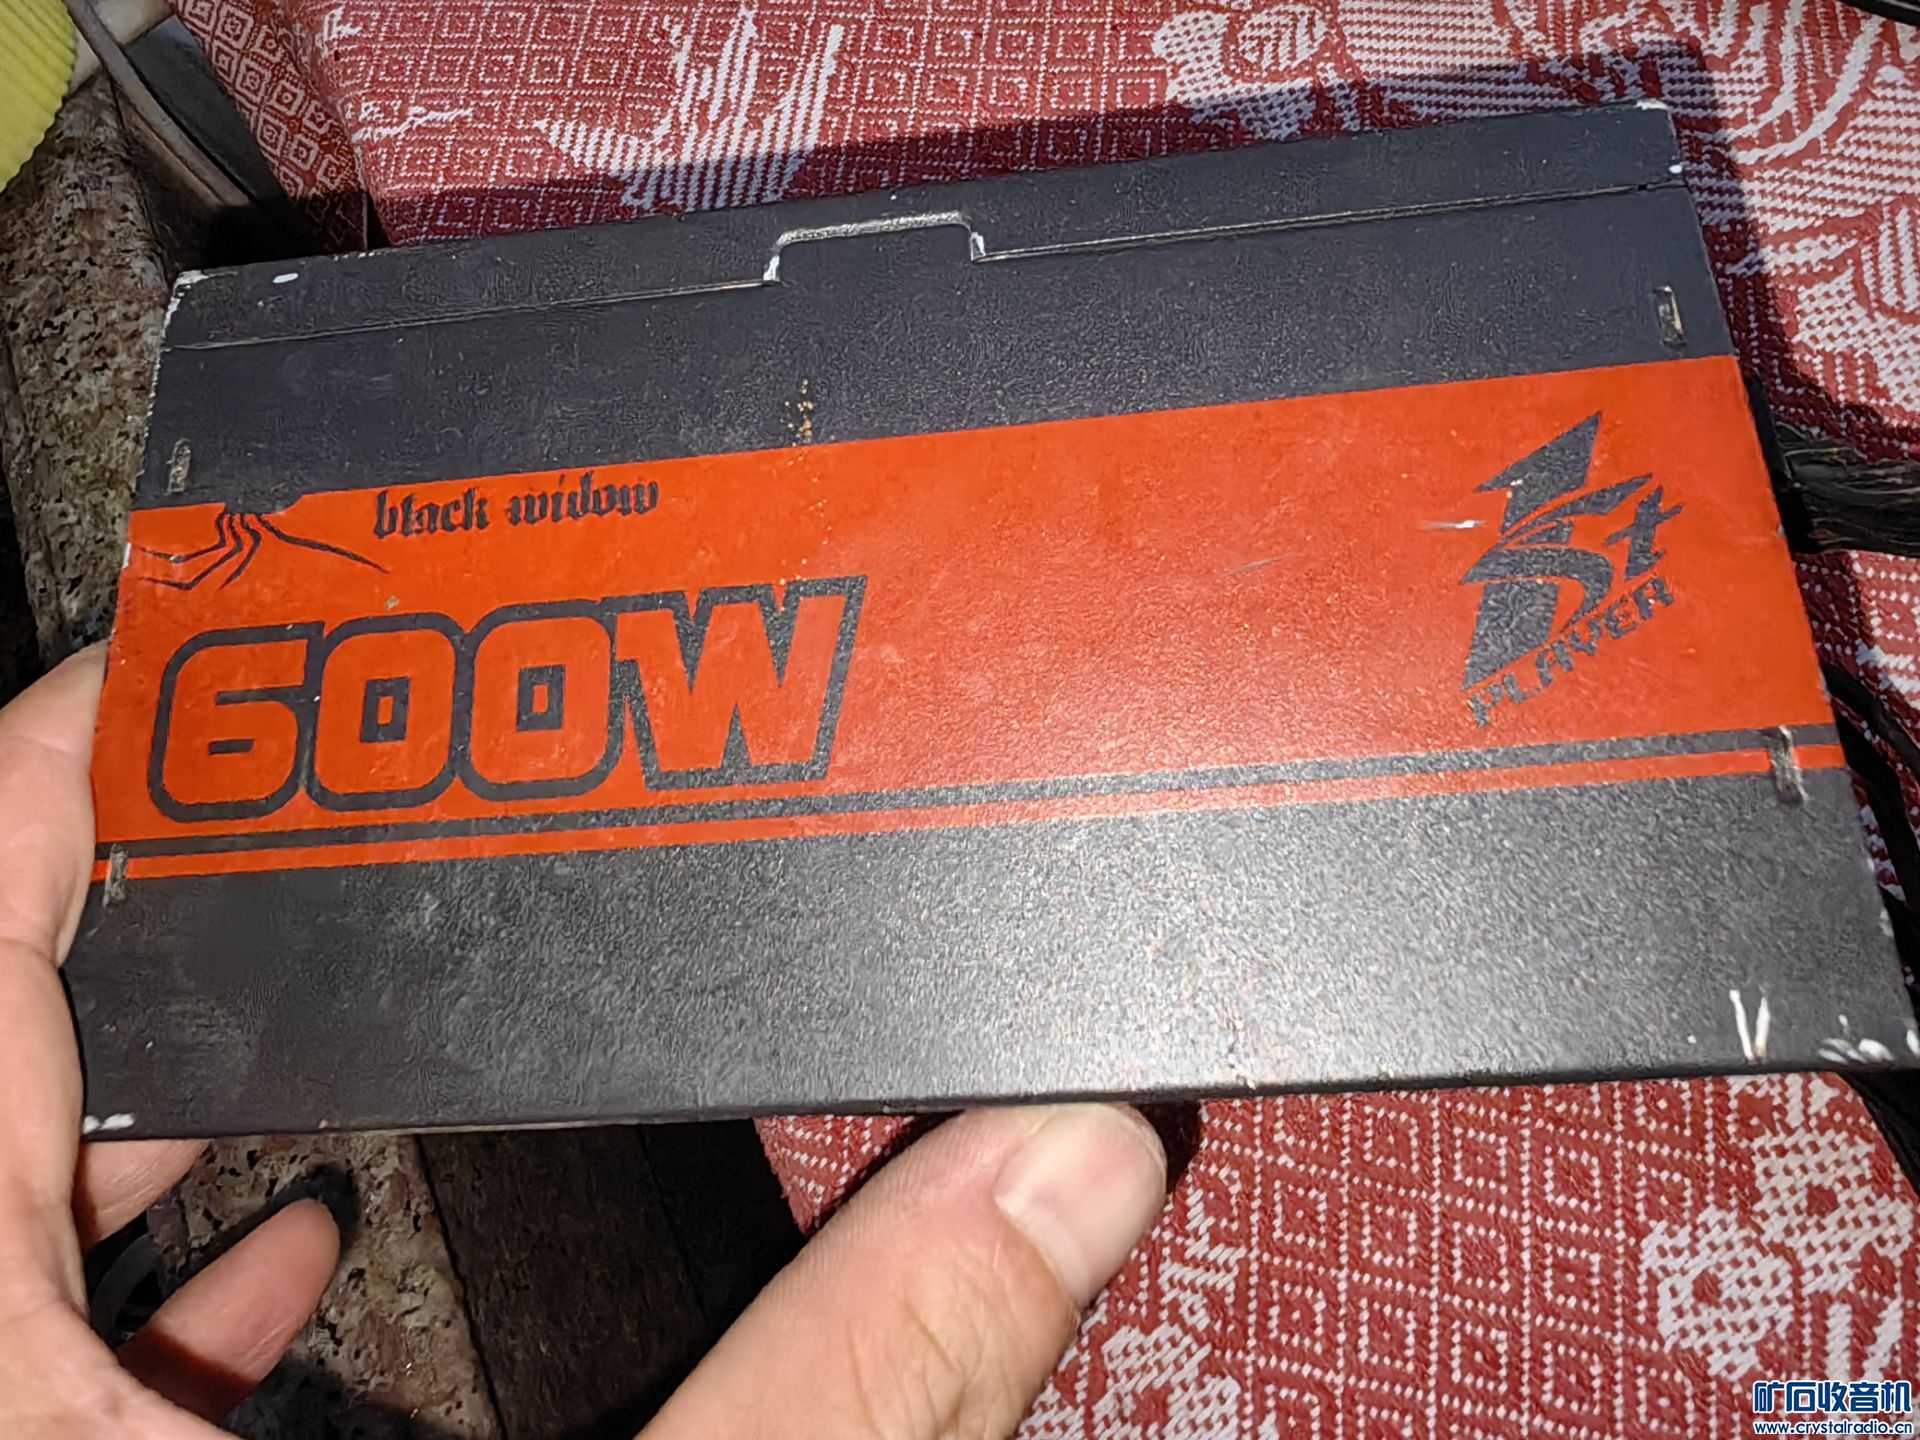 black widow
600W
1st
PLAYER
矿石收音机
www.crystalradio.cn